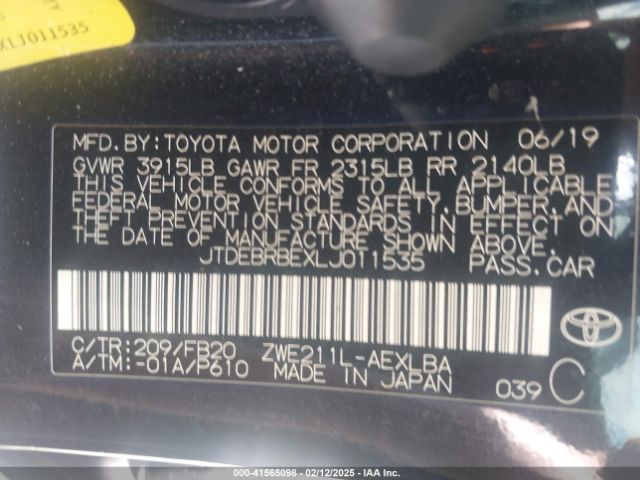 XLJ011535
MFD.BY:TOYOTA MOTOR CORPORATION 06/19
GVWR 3915LB GAWR FR 2315LB RR 2140LB
THIS VEHICLE CONFORMS TO ALL APPLICABLE
FEDERAL MOTOR VEHICLE SAFETY,BUMPER,AND
THEFT PREVENTION STANDARDS IN EFFECT ON
THE DATE OF MANUFACTURE SHOWN ABOVE.
JTDEBRBEXLJ011535 PASS.CAR
C/TR:209/FB20 ZWE211L-AEXLBA
A/TM:-01A/P610 MADE IN JAPAN 039 C
000-41565098 - 02/12/2025 - IAA, Inc.